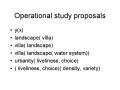 Operational study proposals
• y(x)
• landscape( villa)
• villa( landscape)
• villa( landscape( water system))
• urbanity( liveliness, choice)
• ( liveliness, choice)( density, variety)